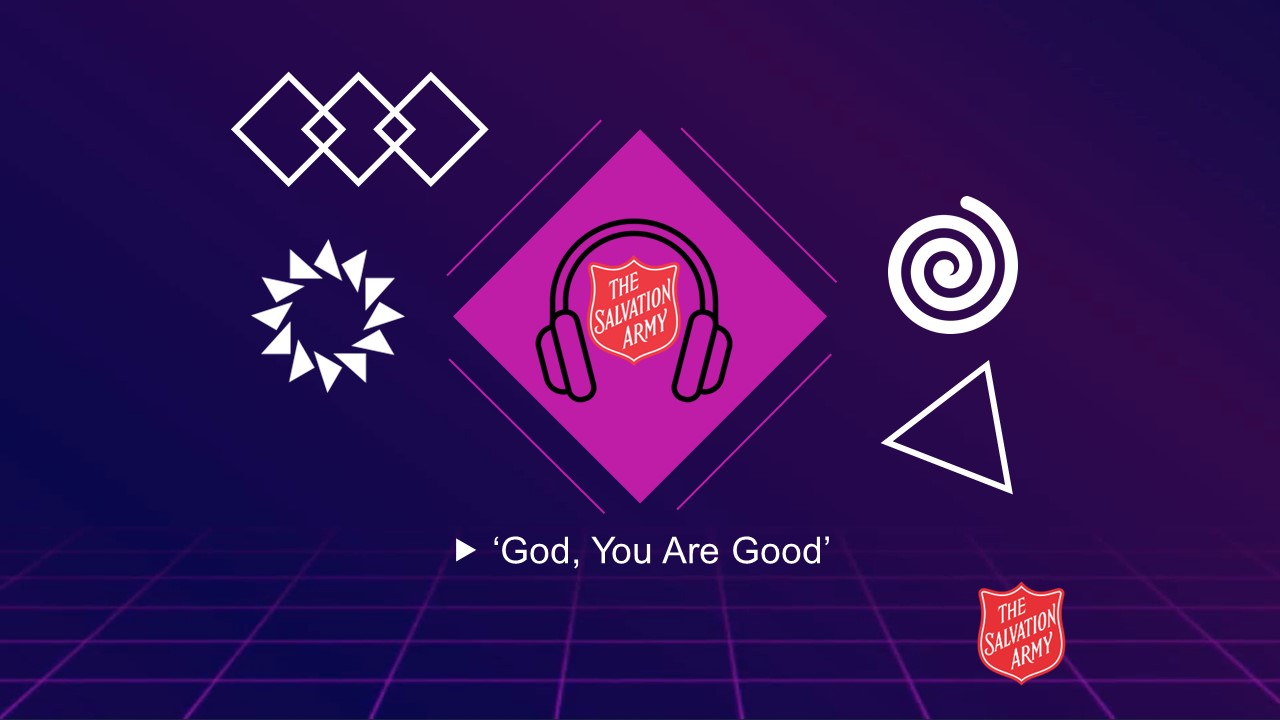 THE
SALVATION
ARMY
‘God, You Are Good’
THE
SALVATION
ARMY